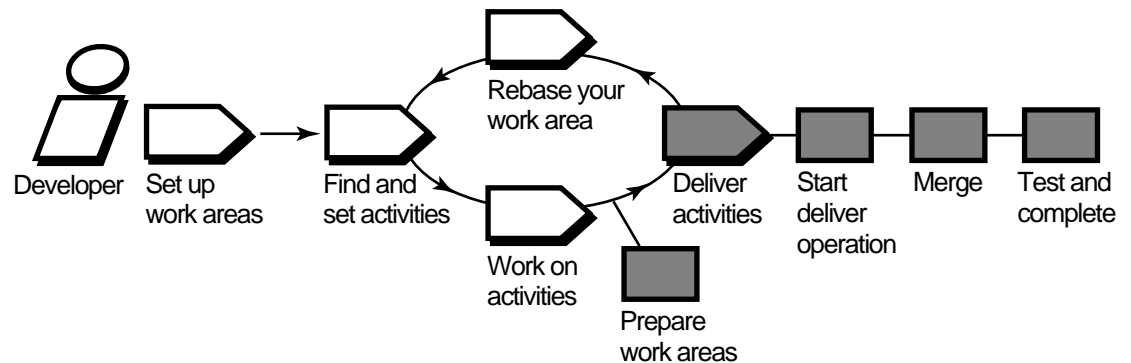 Developer
Set up
work areas
Find and
set activities
Rebase your
work area
Work on
activities
Prepare
work areas
Deliver
activities
Start
deliver
operation
Merge
Test and
complete